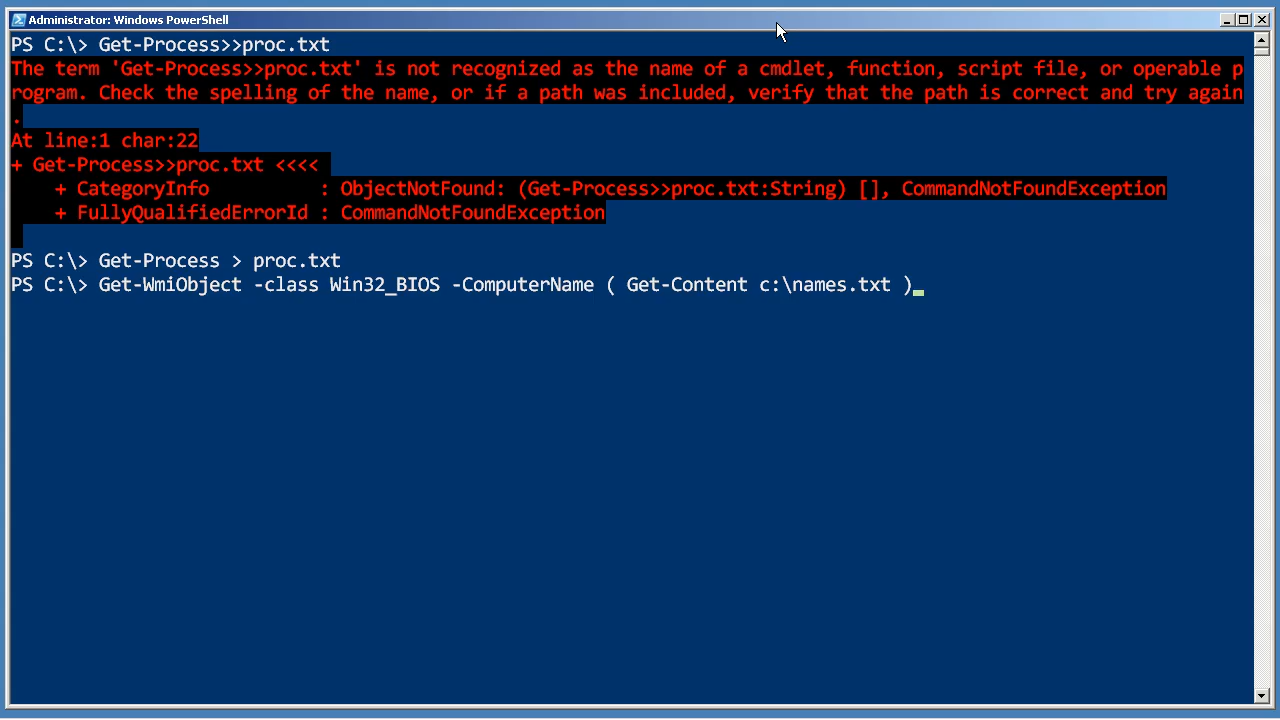 Administrator: Windows PowerShell
PS C:\> Get-Process>>proc.txt
The term 'Get-Process>>proc.txt' is not recognized as the name of a cmdlet, function, script file, or operable p
rogram. Check the spelling of the name, or if a path was included, verify that the path is correct and try again
.
At line:1 char:22
+ Get-Process>>proc.txt <<<<
    + CategoryInfo          : ObjectNotFound: (Get-Process>>proc.txt:String) [], CommandNotFoundException
    + FullyQualifiedErrorId : CommandNotFoundException
PS C:\> Get-Process > proc.txt
PS C:\> Get-WmiObject -class Win32_BIOS -ComputerName ( Get-Content c:\names.txt )